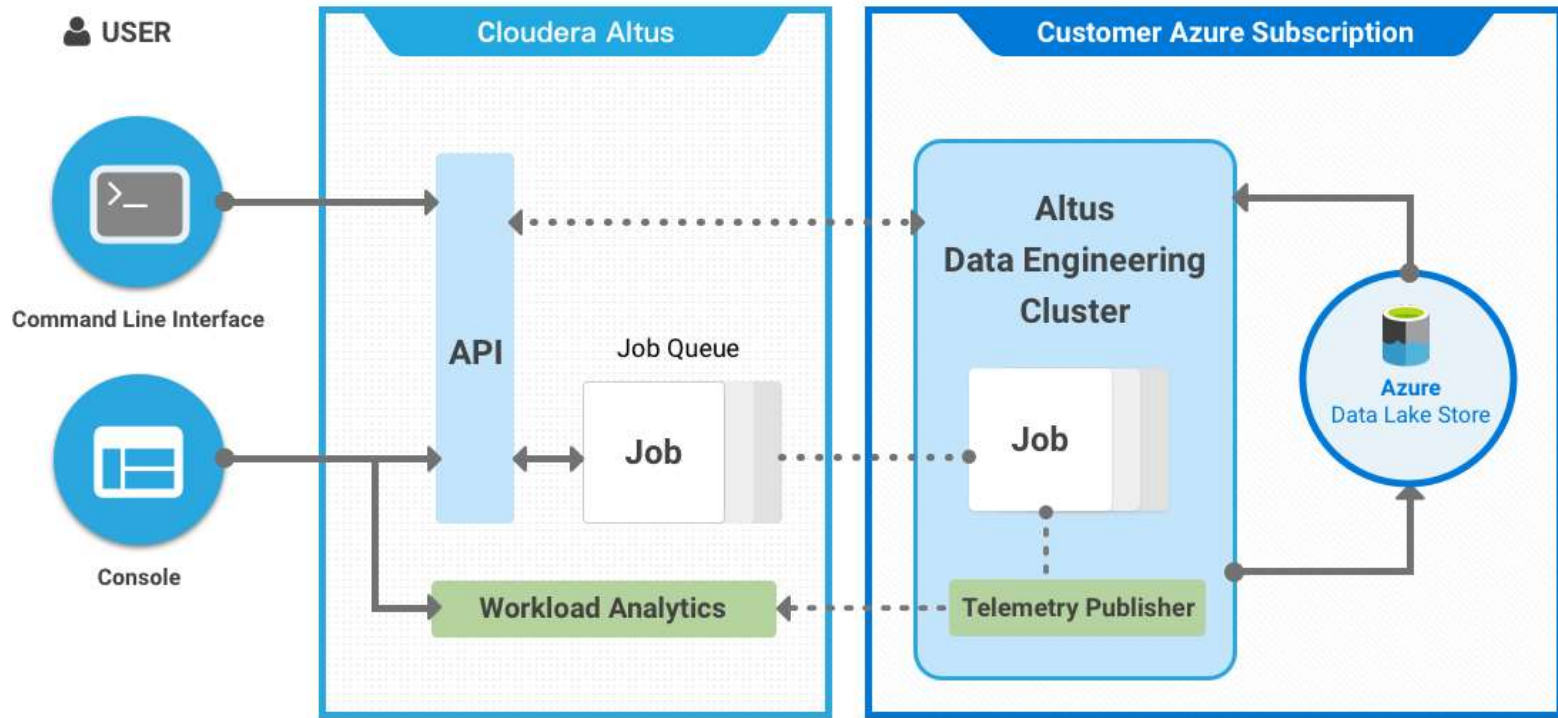 USER
Cloudera Altus
Customer Azure Subscription
>_
Command Line Interface
Console
API
Job Queue
Job
Workload Analytics
Altus
Data Engineering
Cluster
Job
Telemetry Publisher
Azure
Data Lake Store